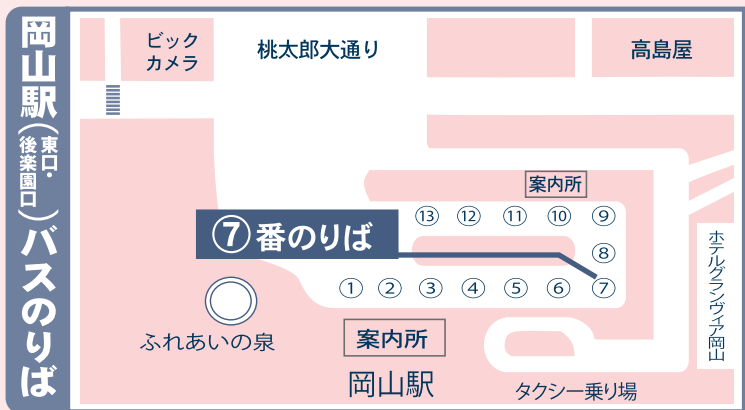 岡山駅(東口・後楽園口)バスのりば
ビック
カメラ
桃太郎大通り
高島屋
案内所
⑬ ⑫ ⑪ ⑩ ⑨
⑦番のりば
⑧
① ② ③ ④ ⑤ ⑥ ⑦
ホテルグランヴィア岡山
ふれあいの泉
案内所
岡山駅
タクシー乗り場